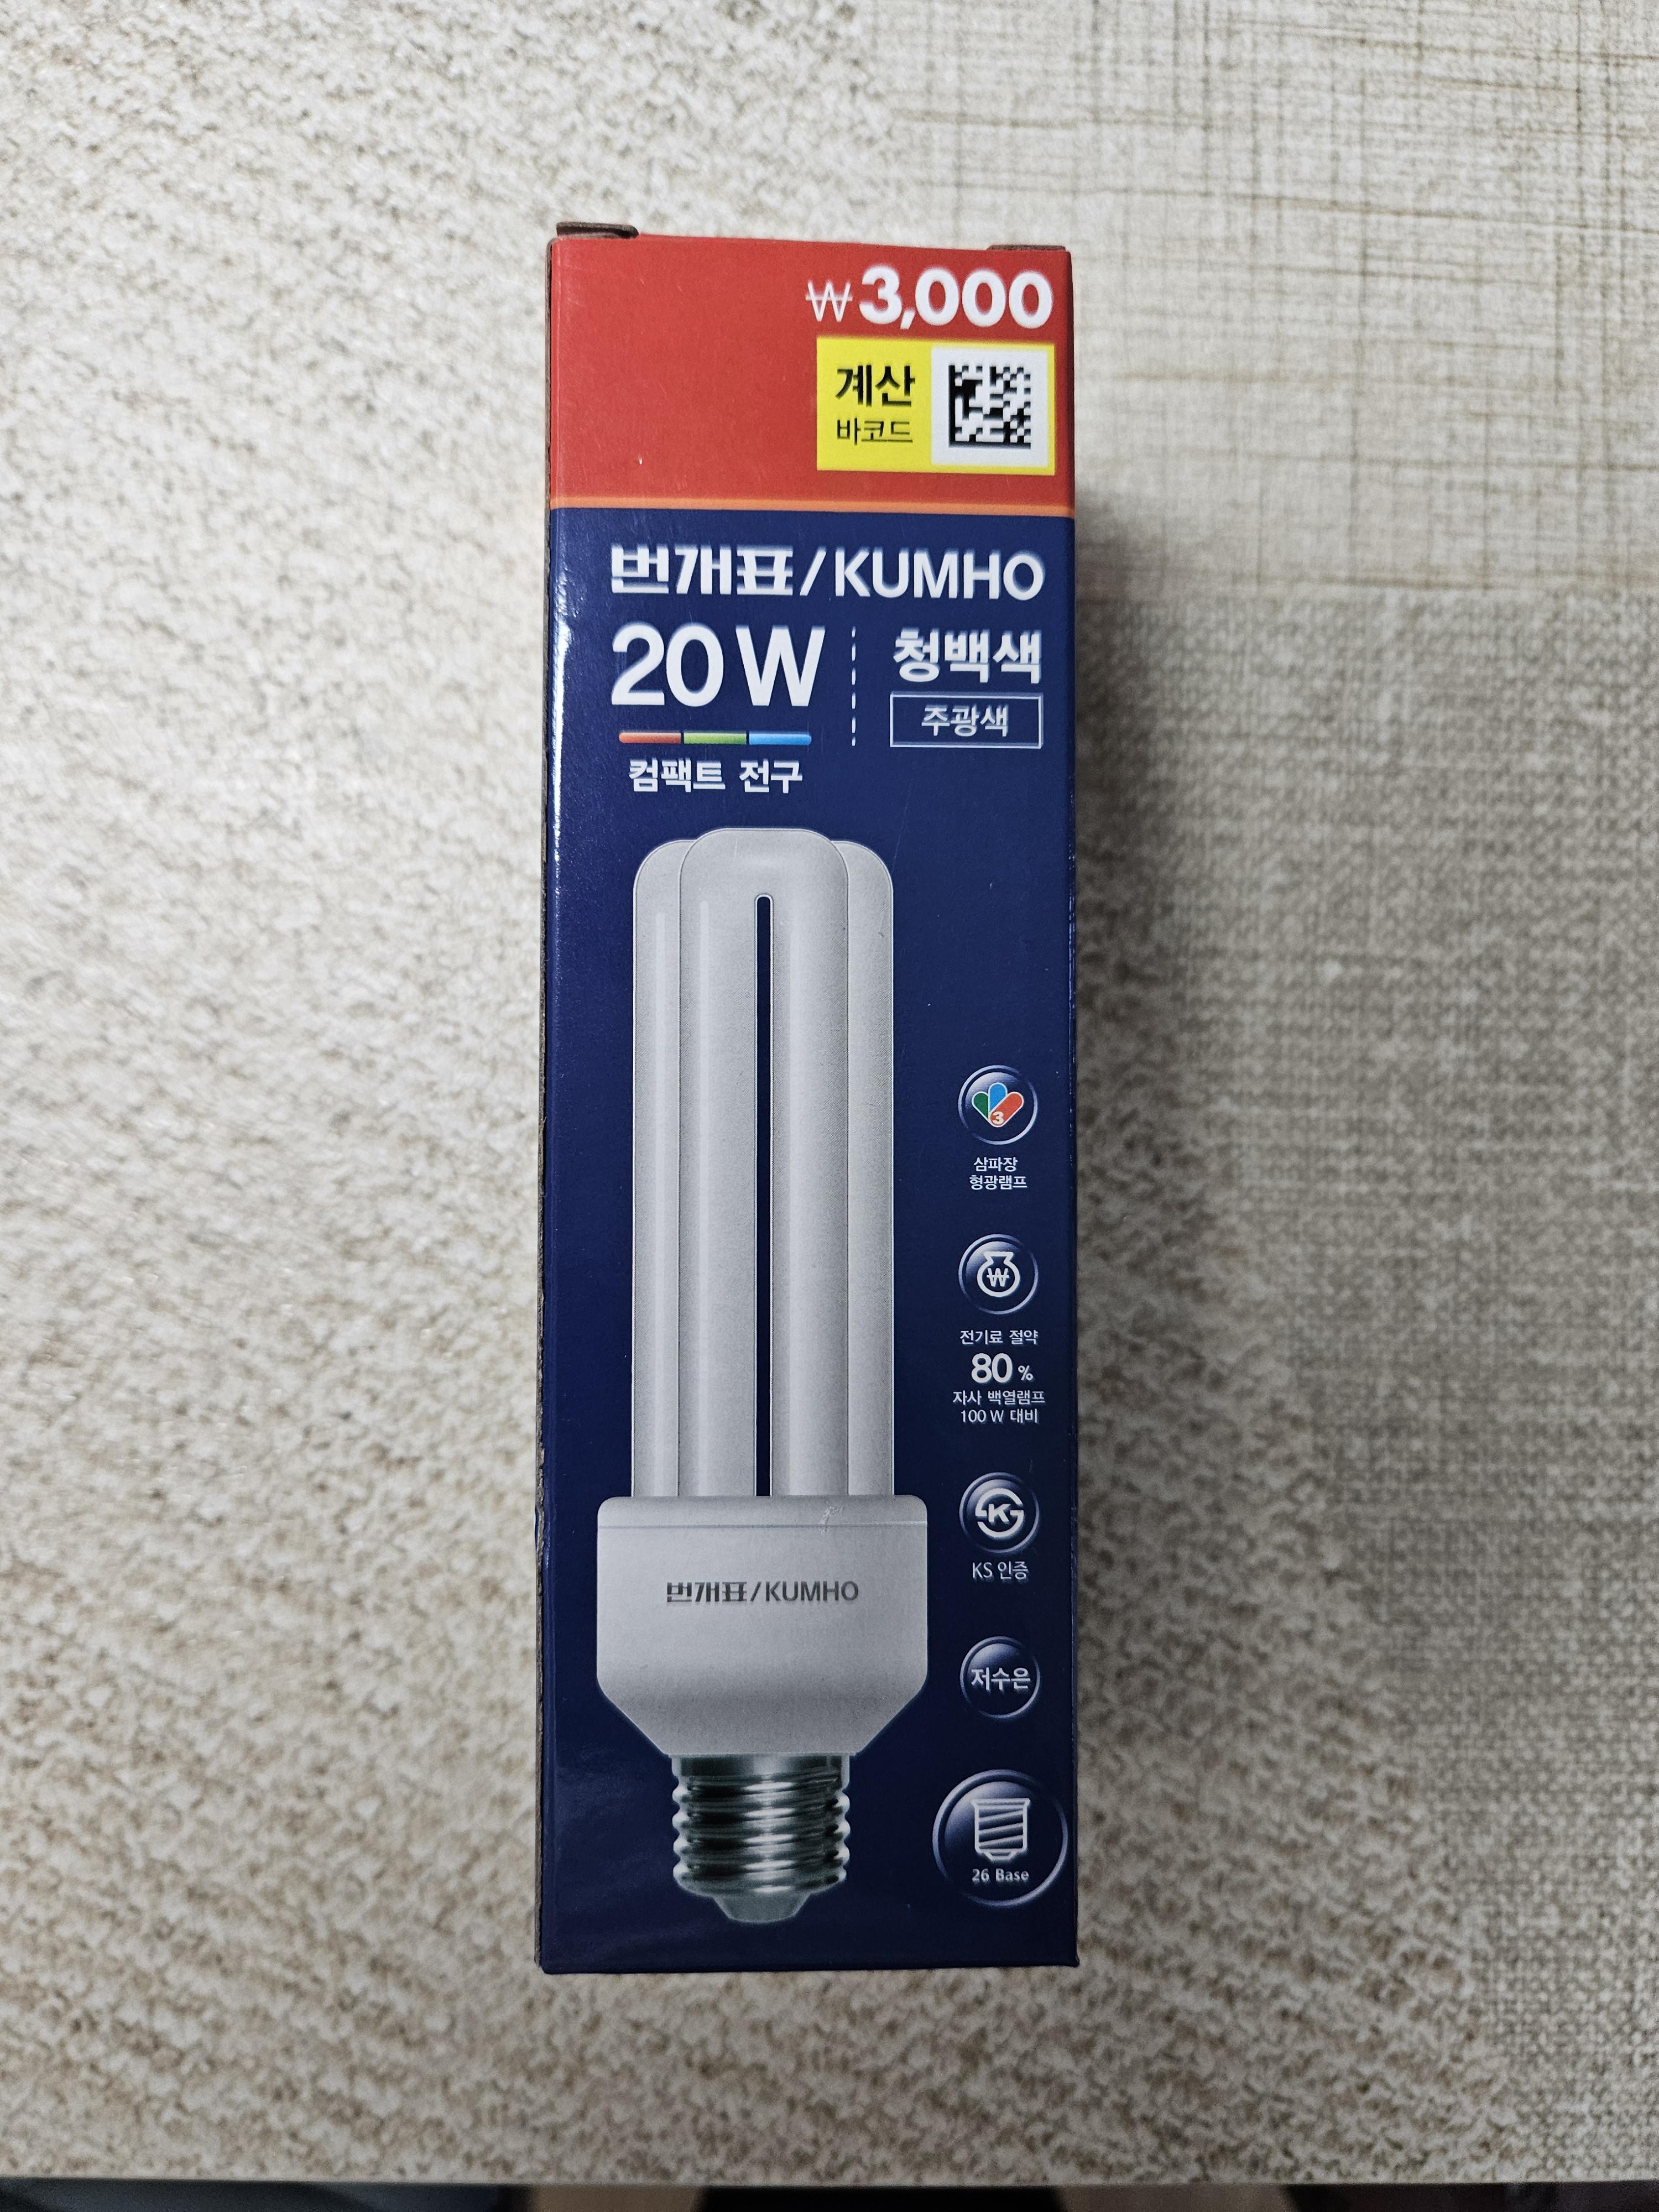 ₩3,000
계산
바코드
번개표/KUMHO
20 W
청백색
주광색
컴팩트 전구
3
삼파장
형광램프
₩
전기료 절약
80 %
자사 백열램프
100 W 대비
K
KS 인증
번개표/KUMHO
저수은
26 Base